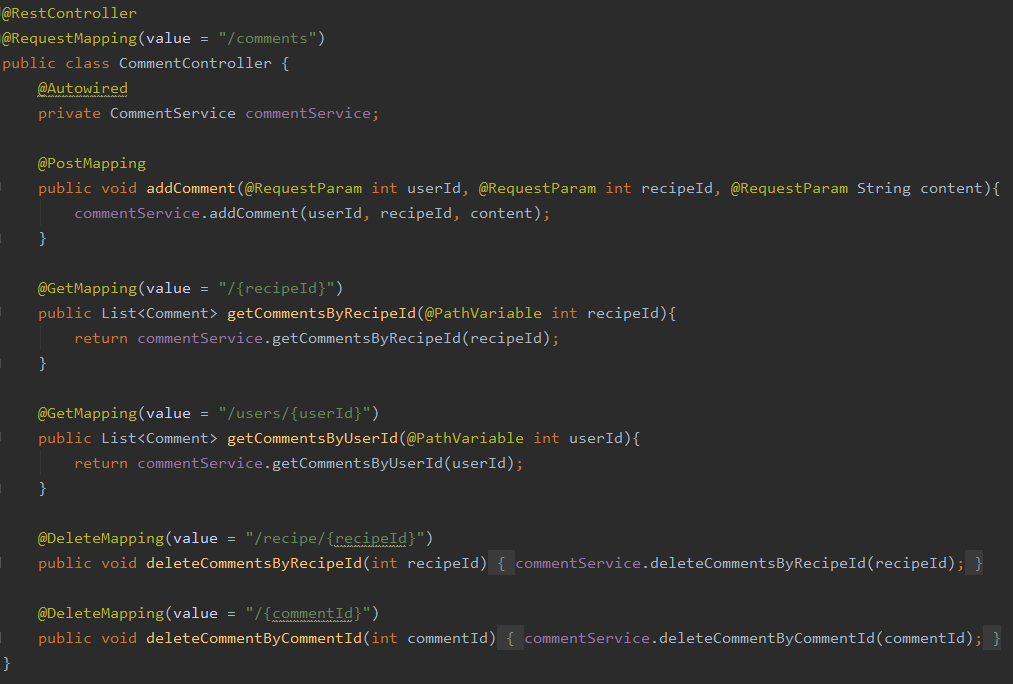 @RestController
@RequestMapping(value = "/comments")
public class CommentController {
    @Autowired
    private CommentService commentService;

    @PostMapping
    public void addComment(@RequestParam int userId, @RequestParam int recipeId, @RequestParam String content){
        commentService.addComment(userId, recipeId, content);
    }

    @GetMapping(value = "/{recipeId}")
    public List<Comment> getCommentsByRecipeId(@PathVariable int recipeId){
        return commentService.getCommentsByRecipeId(recipeId);
    }

    @GetMapping(value = "/users/{userId}")
    public List<Comment> getCommentsByUserId(@PathVariable int userId){
        return commentService.getCommentsByUserId(userId);
    }

    @DeleteMapping(value = "/recipe/{recipeId}")
    public void deleteCommentsByRecipeId(int recipeId) { commentService.deleteCommentsByRecipeId(recipeId); }

    @DeleteMapping(value = "/{commentId}")
    public void deleteCommentByCommentId(int commentId) { commentService.deleteCommentByCommentId(commentId); }
}